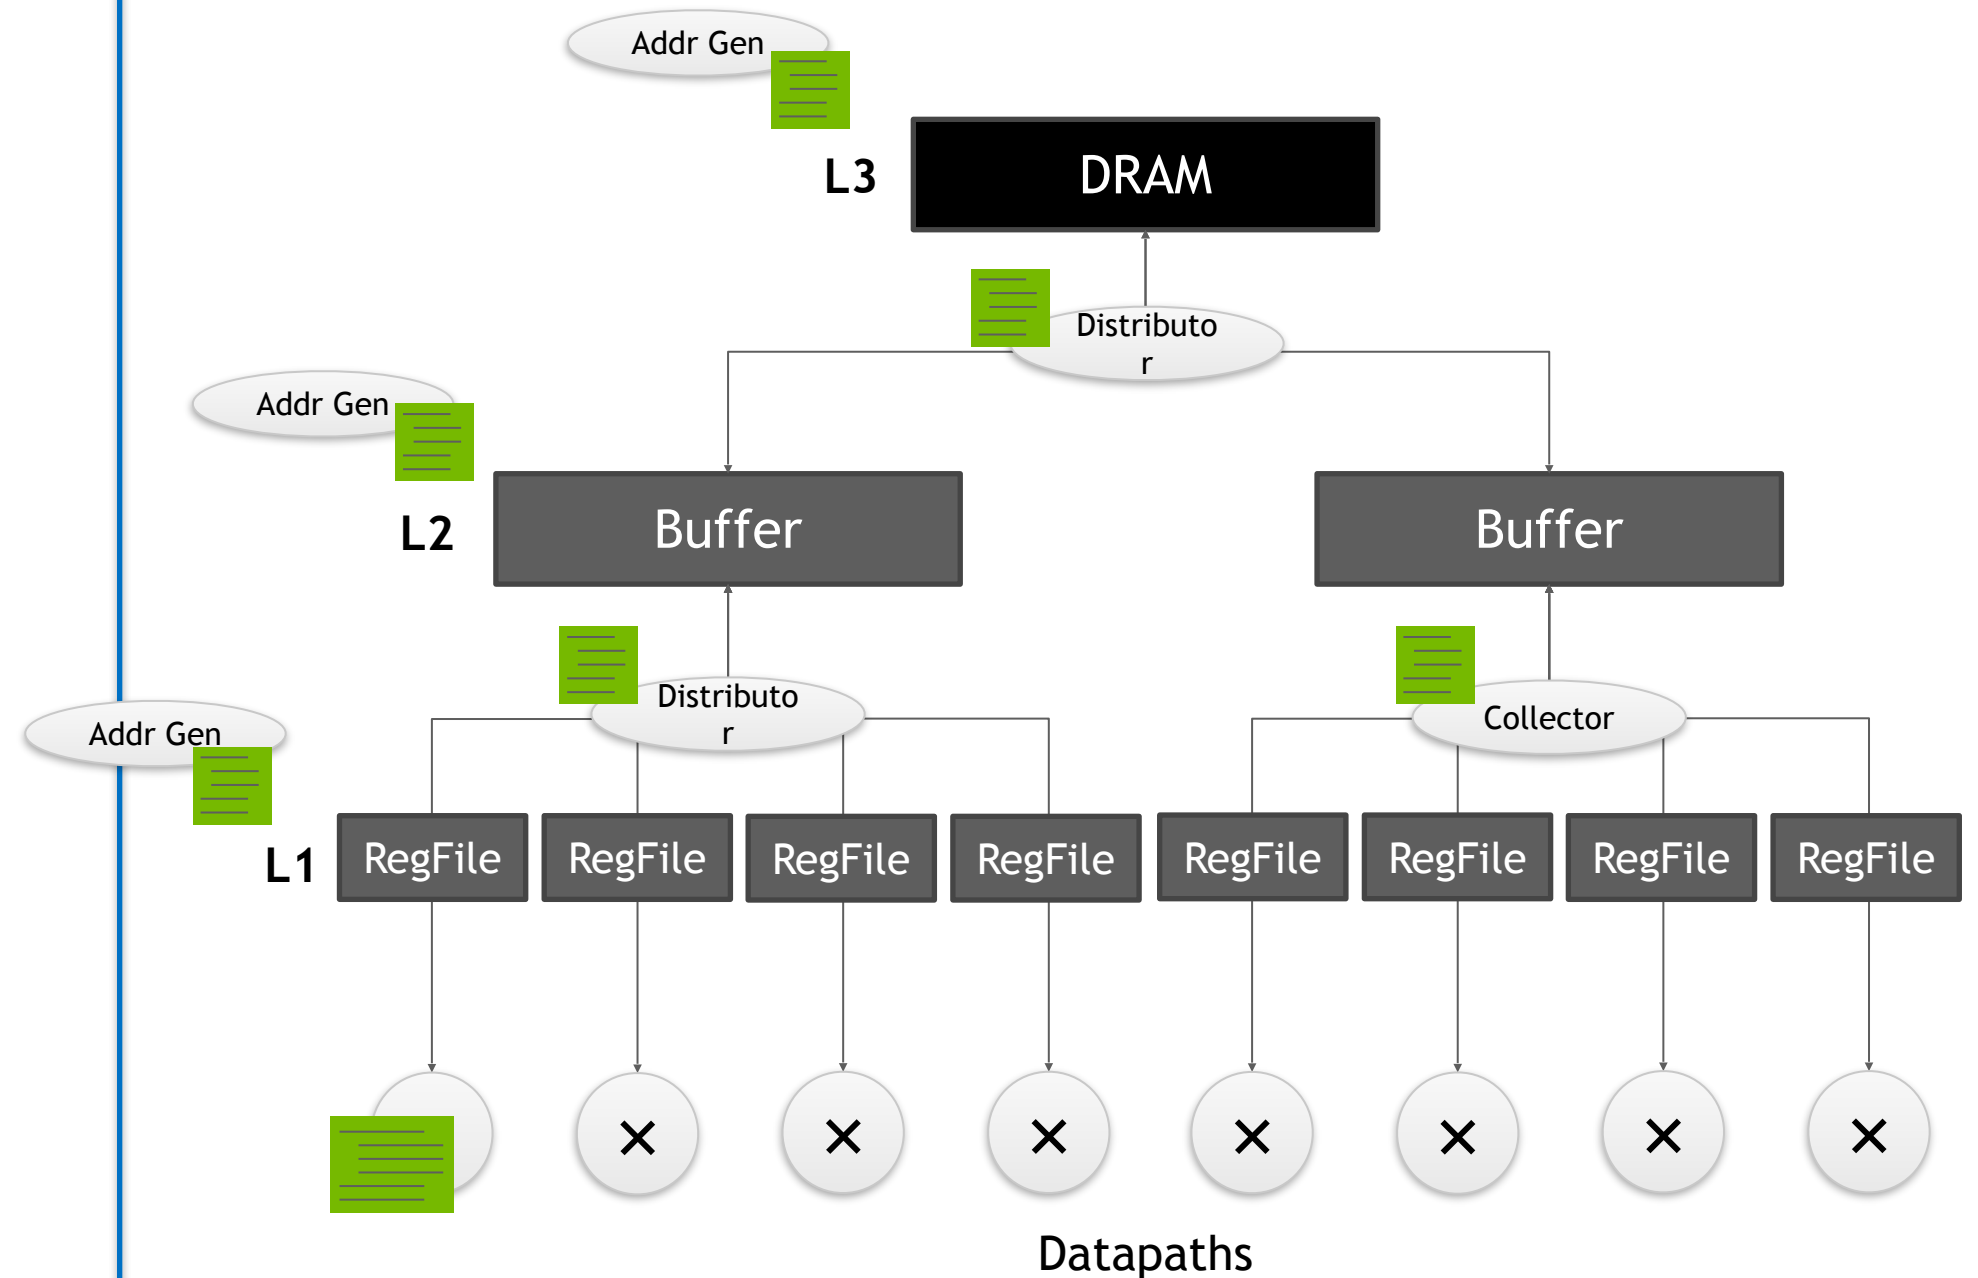 Addr Gen
L3
DRAM
Distributo
r
Addr Gen
L2
Buffer
Buffer
Distributo
r
Collector
Addr Gen
L1
RegFile
RegFile
RegFile
RegFile
RegFile
RegFile
RegFile
RegFile
×
×
×
×
×
×
×
Datapaths